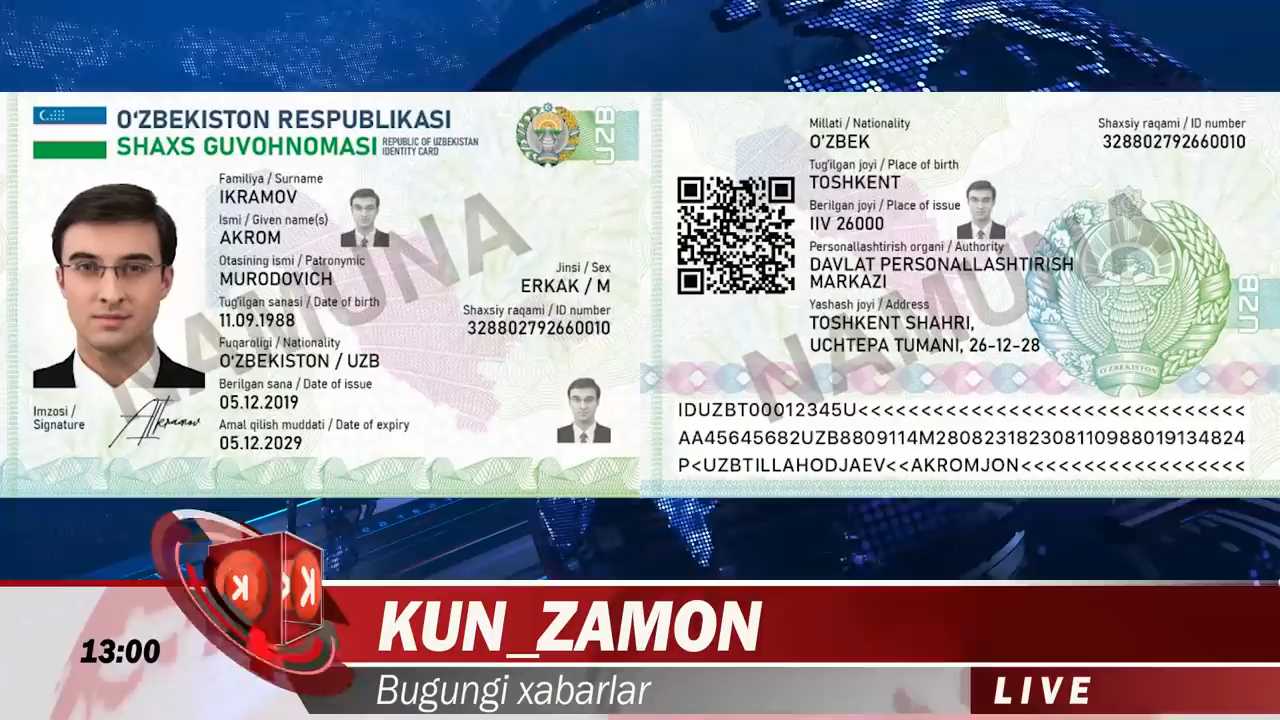 O‘ZBEKISTON RESPUBLIKASI
SHAXS GUVOHNOMASI
REPUBLIC OF UZBEKISTAN
IDENTITY CARD
UZB
Familiya / Surname
IKRAMOV
Ismi / Given name(s)
AKROM
Otasining ismi / Patronymic
MURODOVICH
Tug‘ilgan sanasi / Date of birth
11.09.1988
Fuqaroligi / Nationality
O‘ZBEKISTON / UZB
Berilgan sana / Date of issue
05.12.2019
Amal qilish muddati / Date of expiry
05.12.2029
Jinsi / Sex
ERKAK / M
Shaxsiy raqami / ID number
328802792660010
Imzosi /
Signature
AIkramov
NAMUNA
Millati / Nationality
O‘ZBEK
Tug‘ilgan joyi / Place of birth
TOSHKENT
Berilgan joyi / Place of issue
IIV 26000
Personallashtirish organi / Authority
DAVLAT PERSONALLASHTIRISH
MARKAZI
Yashash joyi / Address
TOSHKENT SHAHRI,
UCHTEPA TUMANI, 26-12-28
Shaxsiy raqami / ID number
328802792660010
UZB
O‘ZBEKISTON
NAMUNA
IDUZBT00012345U<<<<<<<<<<<<<<<<<<<<<<<<<<<<<<<
AA45645682UZB8809114M280823182308110988019134824
P<UZBTILLAHODJAEV<<AKROMJON<<<<<<<<<<<<<<<<<<
K K K
13:00
KUN_ZAMON
Bugungi xabarlar
LIVE